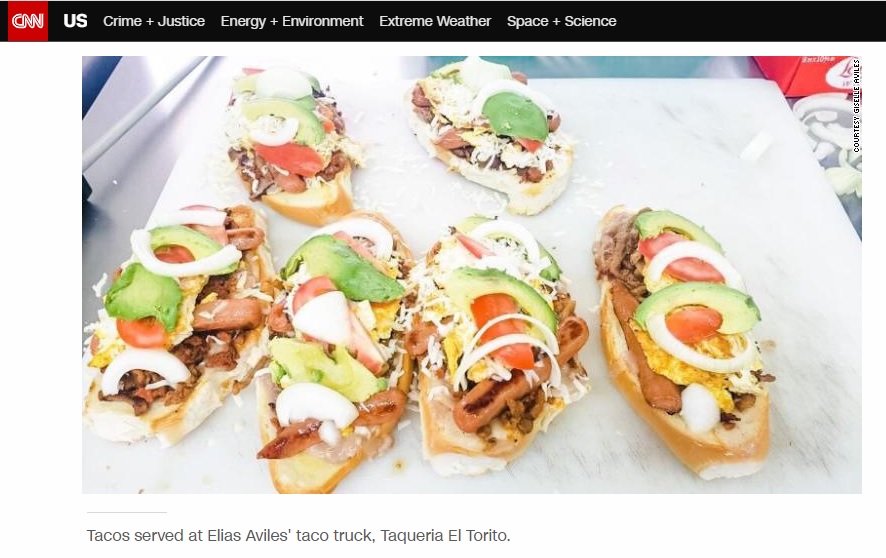 CNN US Crime + Justice Energy + Environment Extreme Weather Space + Science
COURTESY GISELLE AVILES
Tacos served at Elias Aviles' taco truck, Taqueria El Torito.